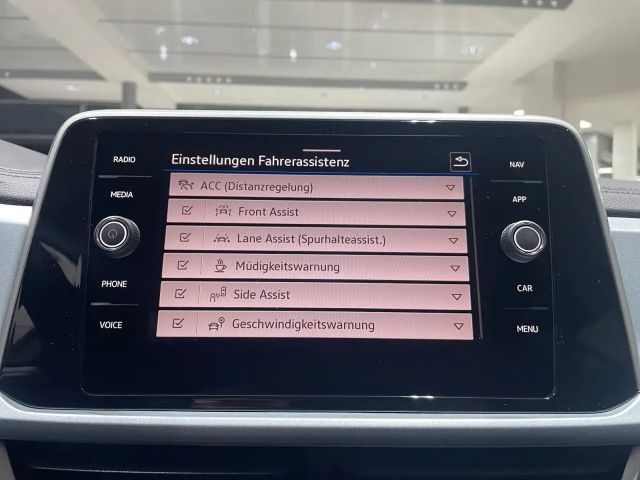 RADIO
MEDIA
PHONE
VOICE
Einstellungen Fahrerassistenz
ACC (Distanzregelung)
Front Assist
Lane Assist (Spurhalteassist.)
Müdigkeitswarnung
Side Assist
Geschwindigkeitswarnung
NAV
APP
CAR
MENU